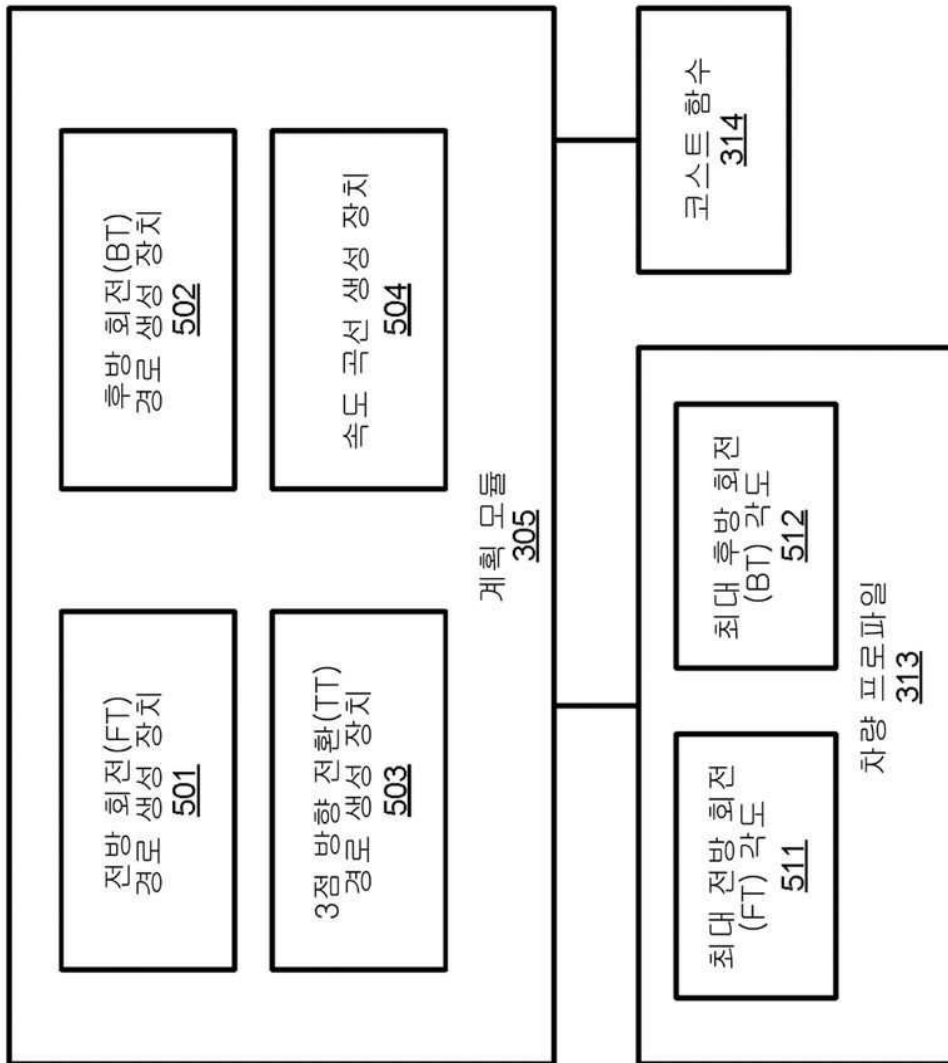 전방 회전(FT)
경로 생성 장치
501
후방 회전(BT)
경로 생성 장치
502
3점 방향 전환(TT)
경로 생성 장치
503
속도 곡선 생성 장치
504
계획 모듈
305
최대 전방 회전
(FT) 각도
511
최대 후방 회전
(BT) 각도
512
차량 프로파일
313
코스트 함수
314